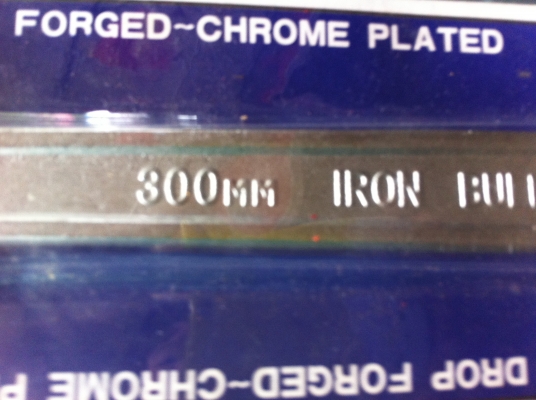 FORGED~CHROME PLATED
300MM IRON
DROP FORGED~CHROME